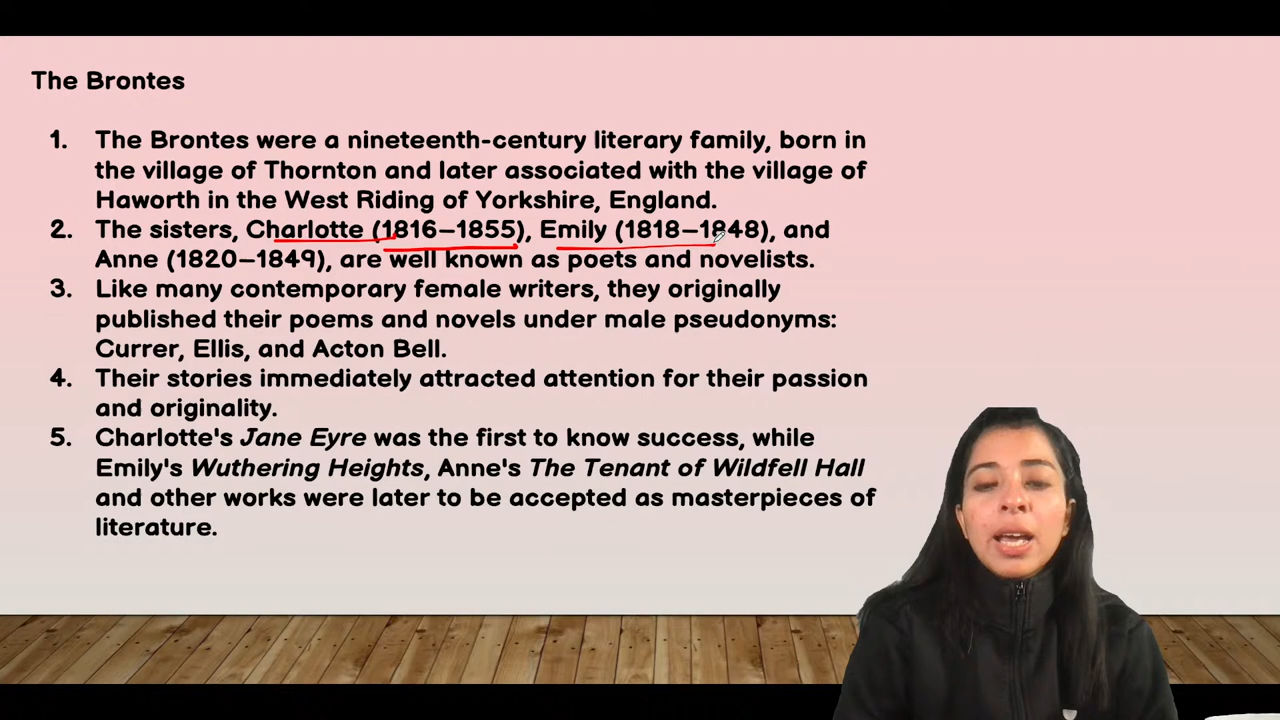 The Brontes
1. The Brontes were a nineteenth-century literary family, born in
the village of Thornton and later associated with the village of
Haworth in the West Riding of Yorkshire, England.
2. The sisters, Charlotte (1816–1855), Emily (1818–1848), and
Anne (1820–1849), are well known as poets and novelists.
3. Like many contemporary female writers, they originally
published their poems and novels under male pseudonyms:
Currer, Ellis, and Acton Bell.
4. Their stories immediately attracted attention for their passion
and originality.
5. Charlotte's Jane Eyre was the first to know success, while
Emily's Wuthering Heights, Anne's The Tenant of Wildfell Hall
and other works were later to be accepted as masterpieces of
literature.